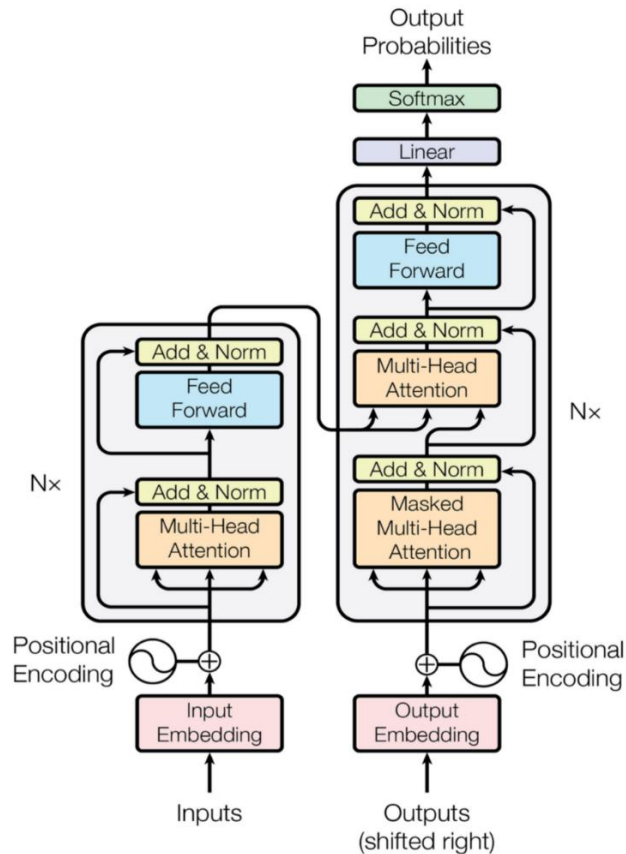 Output
Probabilities
Softmax
Linear
Add & Norm
Feed
Forward
Add & Norm
Multi-Head
Attention
Add & Norm
Masked
Multi-Head
Attention
N×
Add & Norm
Feed
Forward
Add & Norm
Multi-Head
Attention
N×
Positional
Encoding
Input
Embedding
Inputs
Positional
Encoding
Output
Embedding
Outputs
(shifted right)